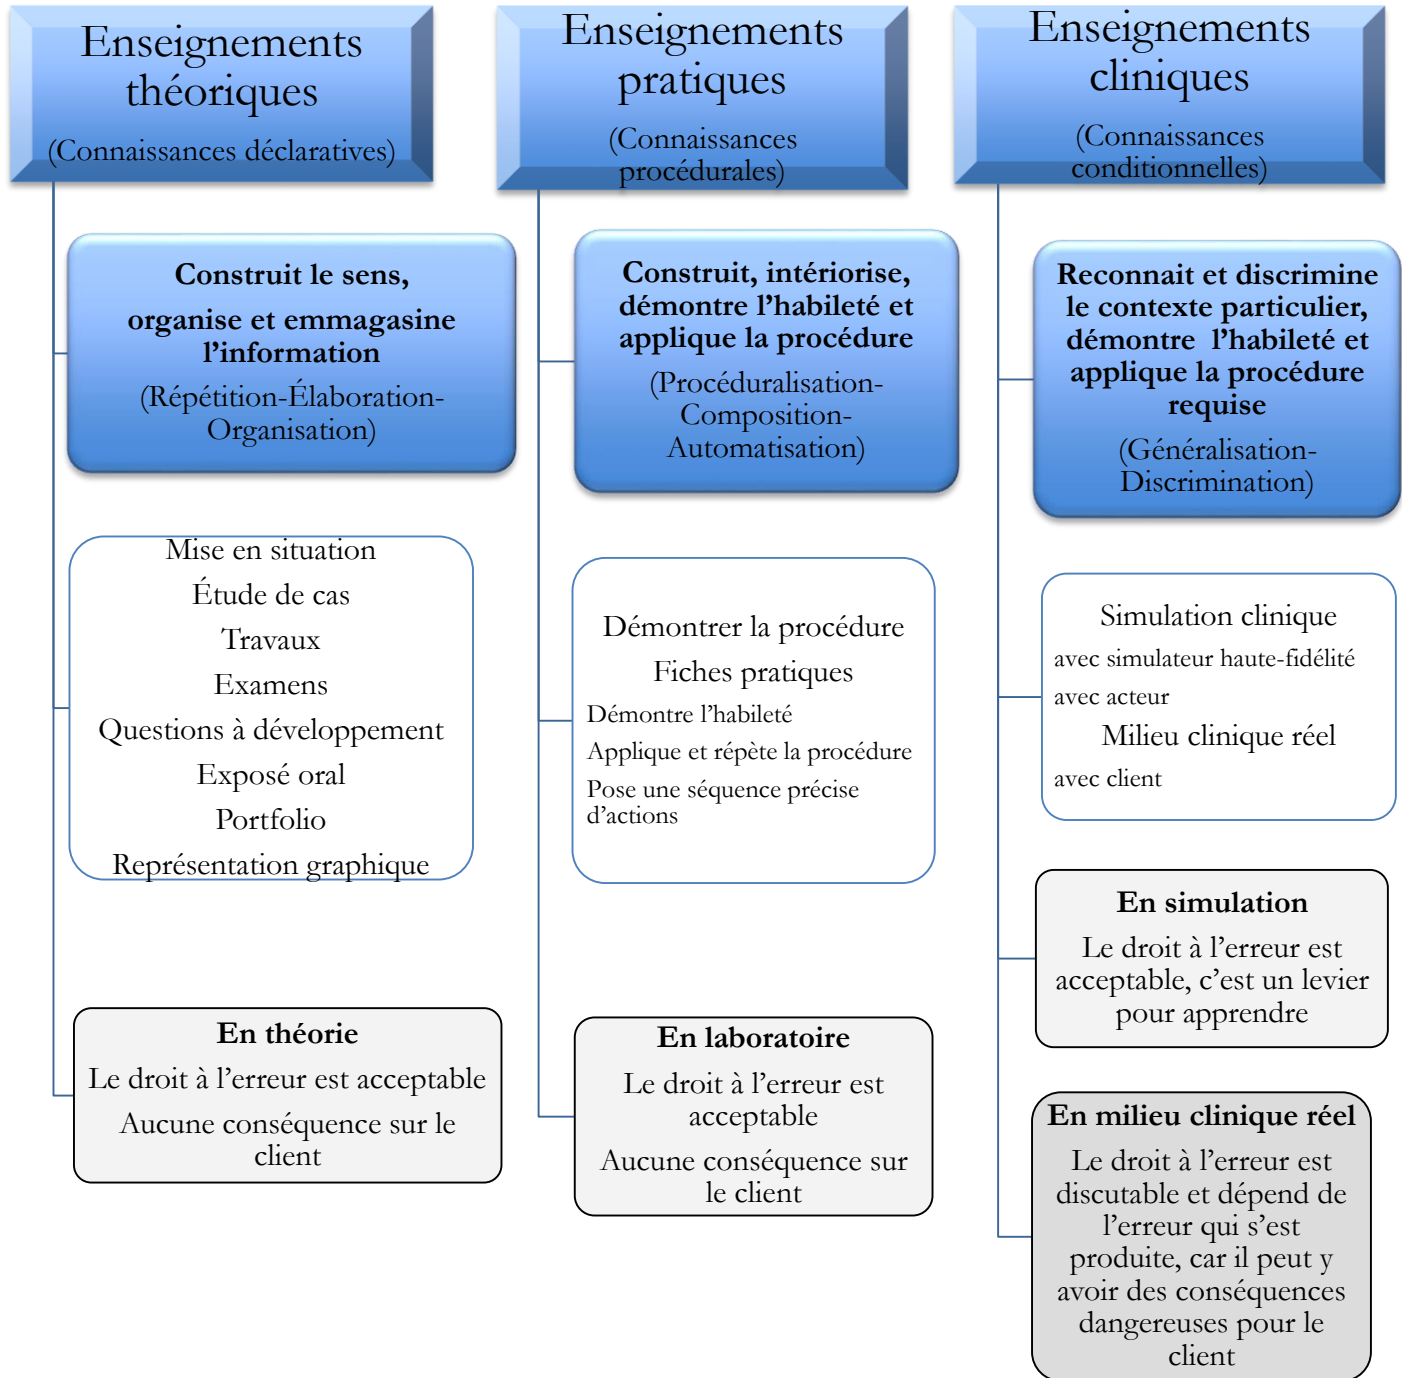 Enseignements
théoriques
(Connaissances déclaratives)
Construit le sens,
organise et emmagasine
l’information
(Répétition-Élaboration-
Organisation)
Mise en situation
Étude de cas
Travaux
Examens
Questions à développement
Exposé oral
Portfolio
Représentation graphique
En théorie
Le droit à l’erreur est acceptable
Aucune conséquence sur le
client
Enseignements
pratiques
(Connaissances
procédurales)
Construit, intériorise,
démontre l’habileté et
applique la procédure
(Procéduralisation-
Composition-
Automatisation)
Démontrer la procédure
Fiches pratiques
Démontre l’habileté
Applique et répète la procédure
Pose une séquence précise
d’actions
En laboratoire
Le droit à l’erreur est
acceptable
Aucune conséquence sur
le client
Enseignements
cliniques
(Connaissances
conditionnelles)
Reconnait et discrimine
le contexte particulier,
démontre l’habileté et
applique la procédure
requise
(Généralisation-
Discrimination)
Simulation clinique
avec simulateur haute-fidélité
avec acteur
Milieu clinique réel
avec client
En simulation
Le droit à l’erreur est
acceptable, c’est un levier
pour apprendre
En milieu clinique réel
Le droit à l’erreur est
discutable et dépend de
l’erreur qui s’est
produite, car il peut y
avoir des conséquences
dangereuses pour le
client